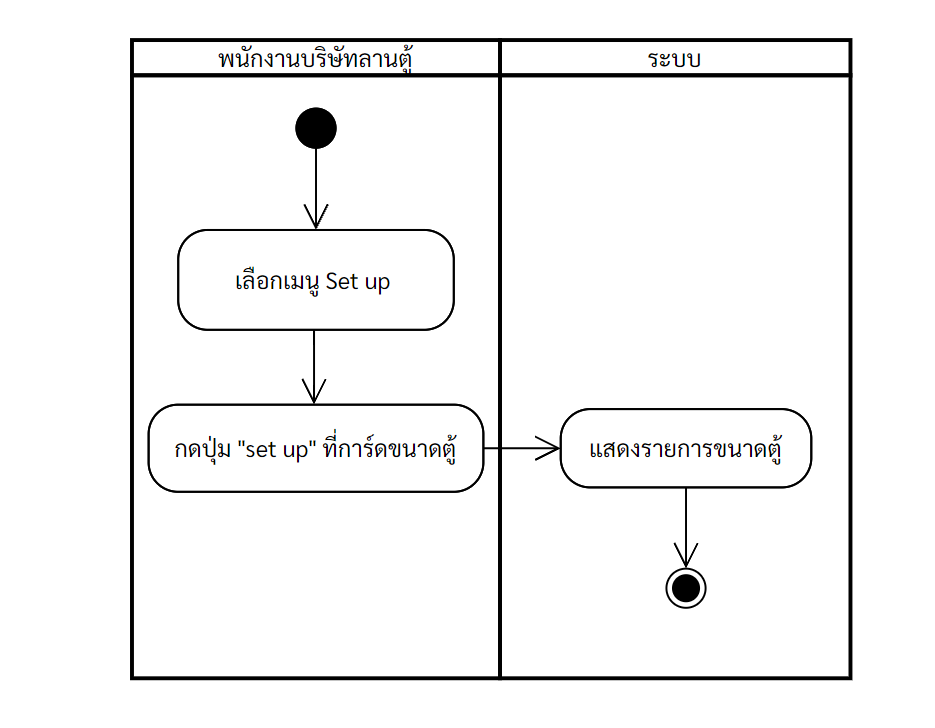 พนักงานบริษัทลานตู้
ระบบ
เลือกเมนู Set up
กดปุ่ม "set up" ที่การ์ดขนาดตู้
แสดงรายการขนาดตู้